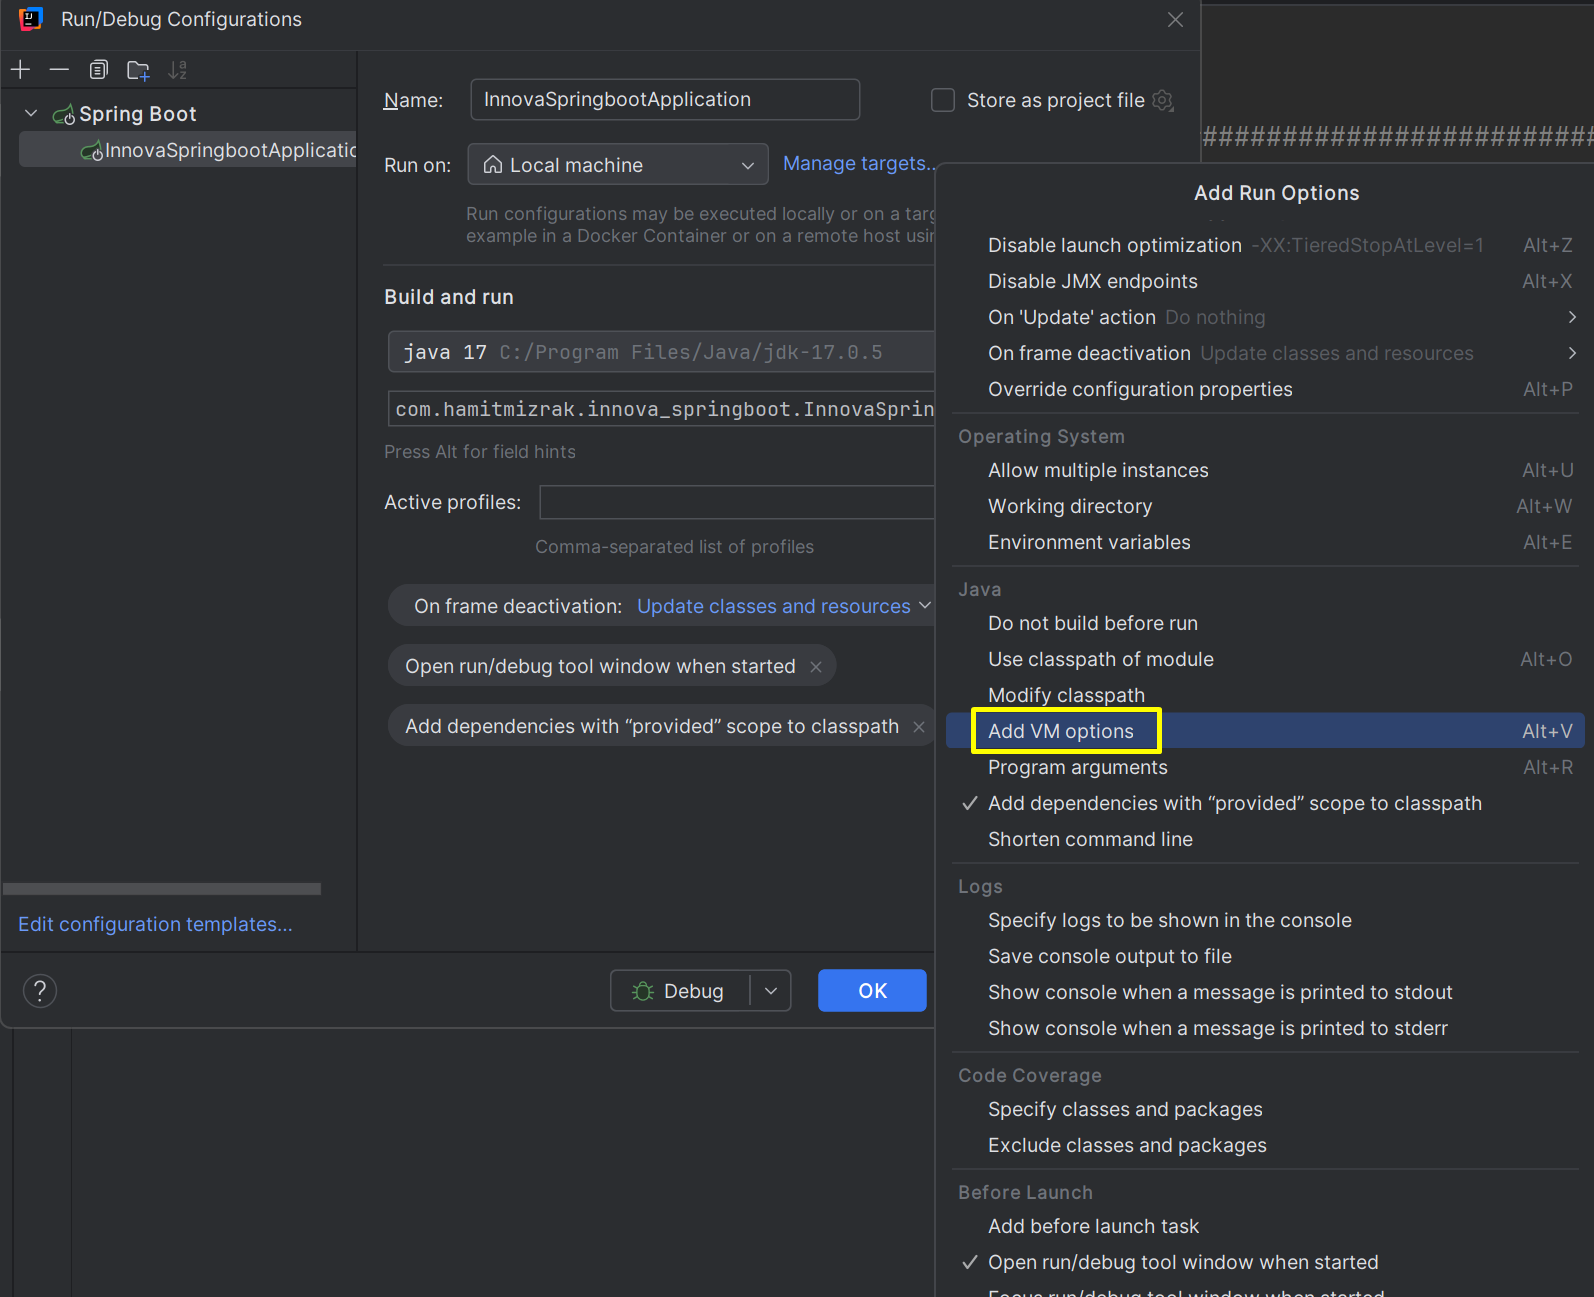 Run/Debug Configurations
Spring Boot
InnovaSpringbootApplicatio
Edit configuration templates...
Name:
InnovaSpringbootApplication
Store as project file
Run on:
Local machine
Manage targets..
Run configurations may be executed locally or on a targ
example in a Docker Container or on a remote host usin
Build and run
java 17 C:/Program Files/Java/jdk-17.0.5
com.hamitmizrak.innova_springboot.InnovaSprin
Press Alt for field hints
Active profiles:
Comma-separated list of profiles
On frame deactivation: Update classes and resources
Open run/debug tool window when started
Add dependencies with “provided” scope to classpath
?
Debug
OK
########################
Add Run Options
Disable launch optimization -XX:TieredStopAtLevel=1 Alt+Z
Disable JMX endpoints Alt+X
On 'Update' action Do nothing
On frame deactivation Update classes and resources
Override configuration properties Alt+P
Operating System
Allow multiple instances Alt+U
Working directory Alt+W
Environment variables Alt+E
Java
Do not build before run
Use classpath of module Alt+O
Modify classpath
Add VM options Alt+V
Program arguments Alt+R
Add dependencies with “provided” scope to classpath
Shorten command line
Logs
Specify logs to be shown in the console
Save console output to file
Show console when a message is printed to stdout
Show console when a message is printed to stderr
Code Coverage
Specify classes and packages
Exclude classes and packages
Before Launch
Add before launch task
Open run/debug tool window when started
Focus run/debug tool window when started